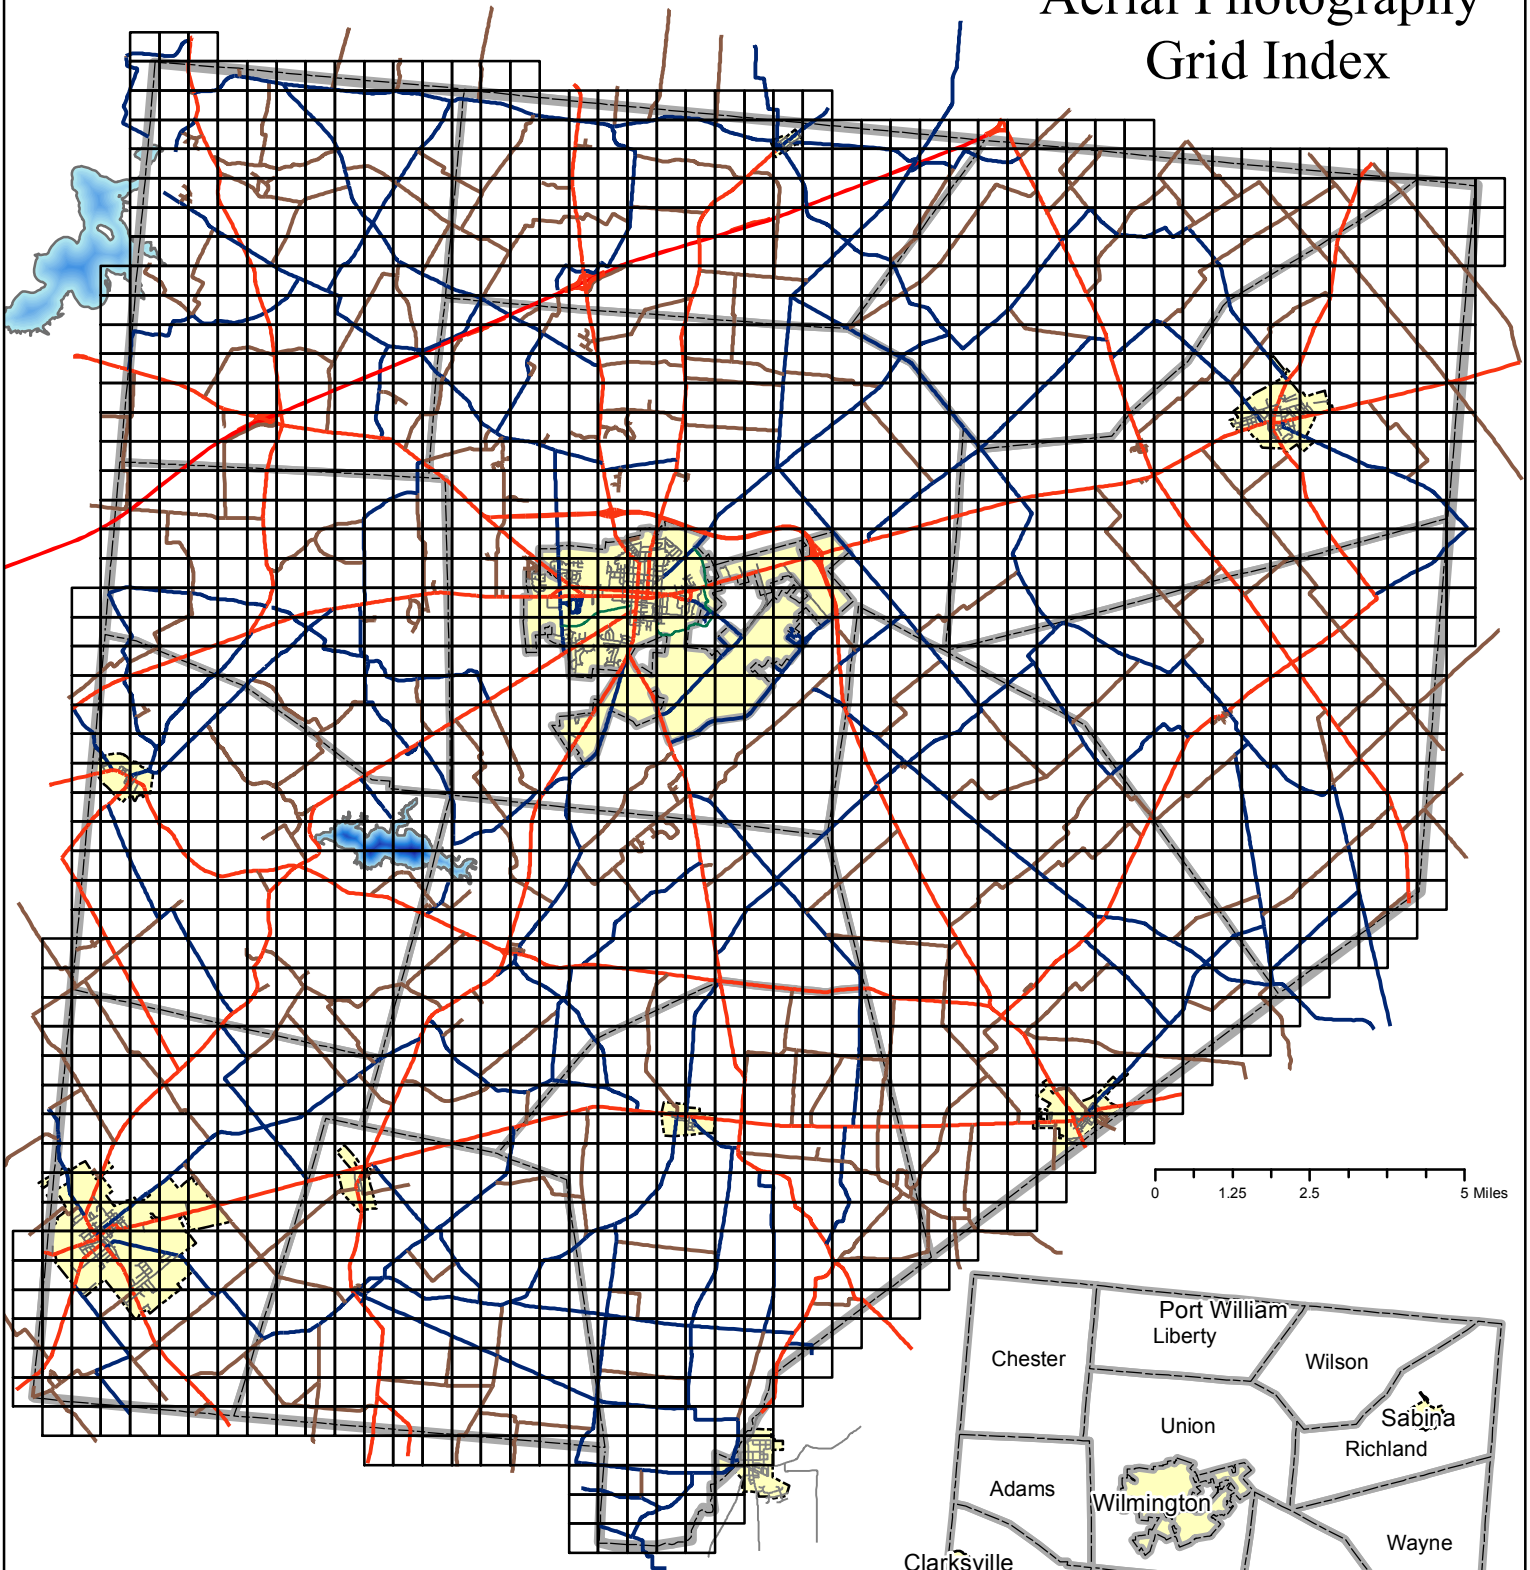 Aerial Photography
Grid Index
0 1.25 2.5 5 Miles
Port William
Liberty
Chester
Wilson
Sabina
Union
Richland
Adams
Wilmington
Wayne
Clarksville